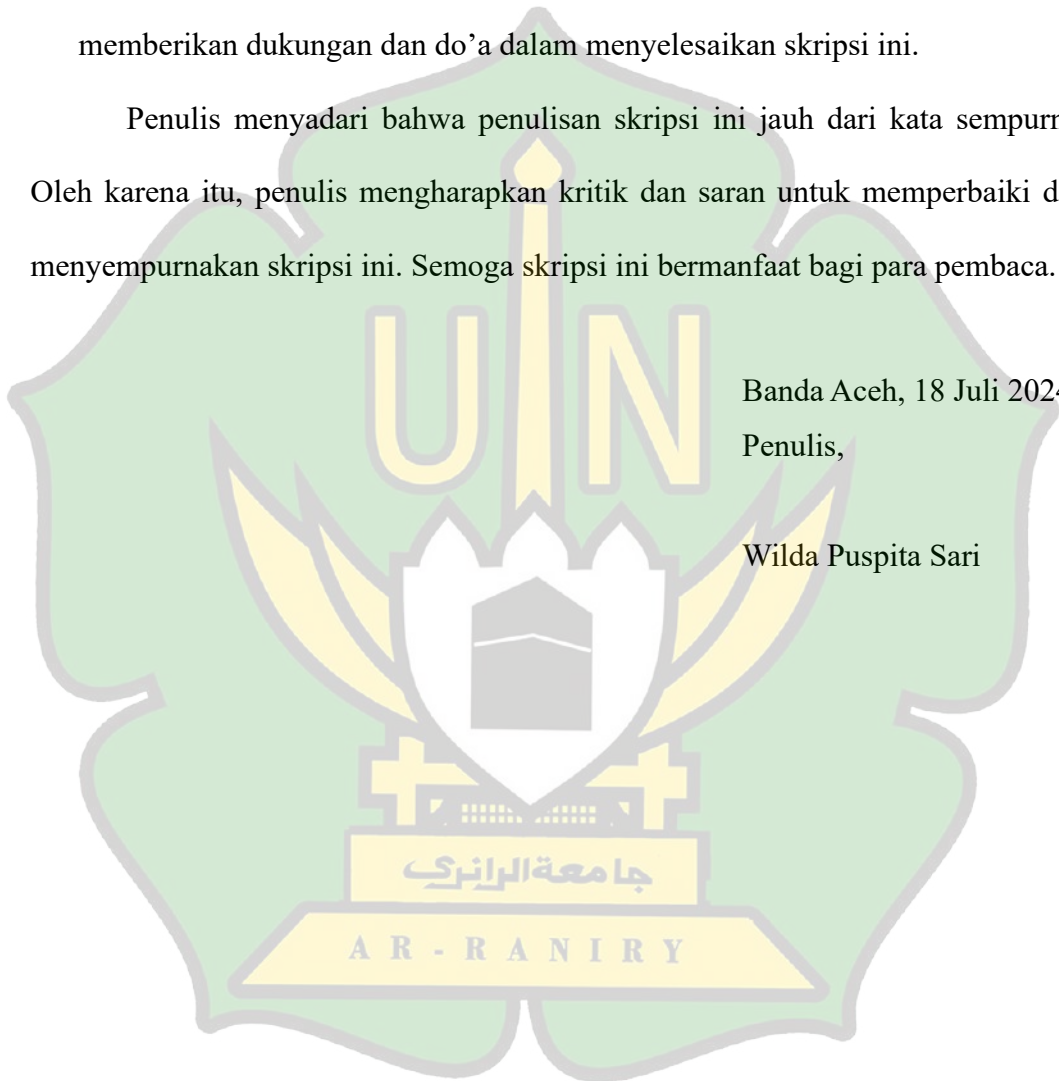 memberikan dukungan dan do’a dalam menyelesaikan skripsi ini.
Penulis menyadari bahwa penulisan skripsi ini jauh dari kata sempurn
Oleh karena itu, penulis mengharapkan kritik dan saran untuk memperbaiki d
menyempurnakan skripsi ini. Semoga skripsi ini bermanfaat bagi para pembaca.
Banda Aceh, 18 Juli 2024
Penulis,
Wilda Puspita Sari
UIN
جامعة الرانري
AR-RANIRY